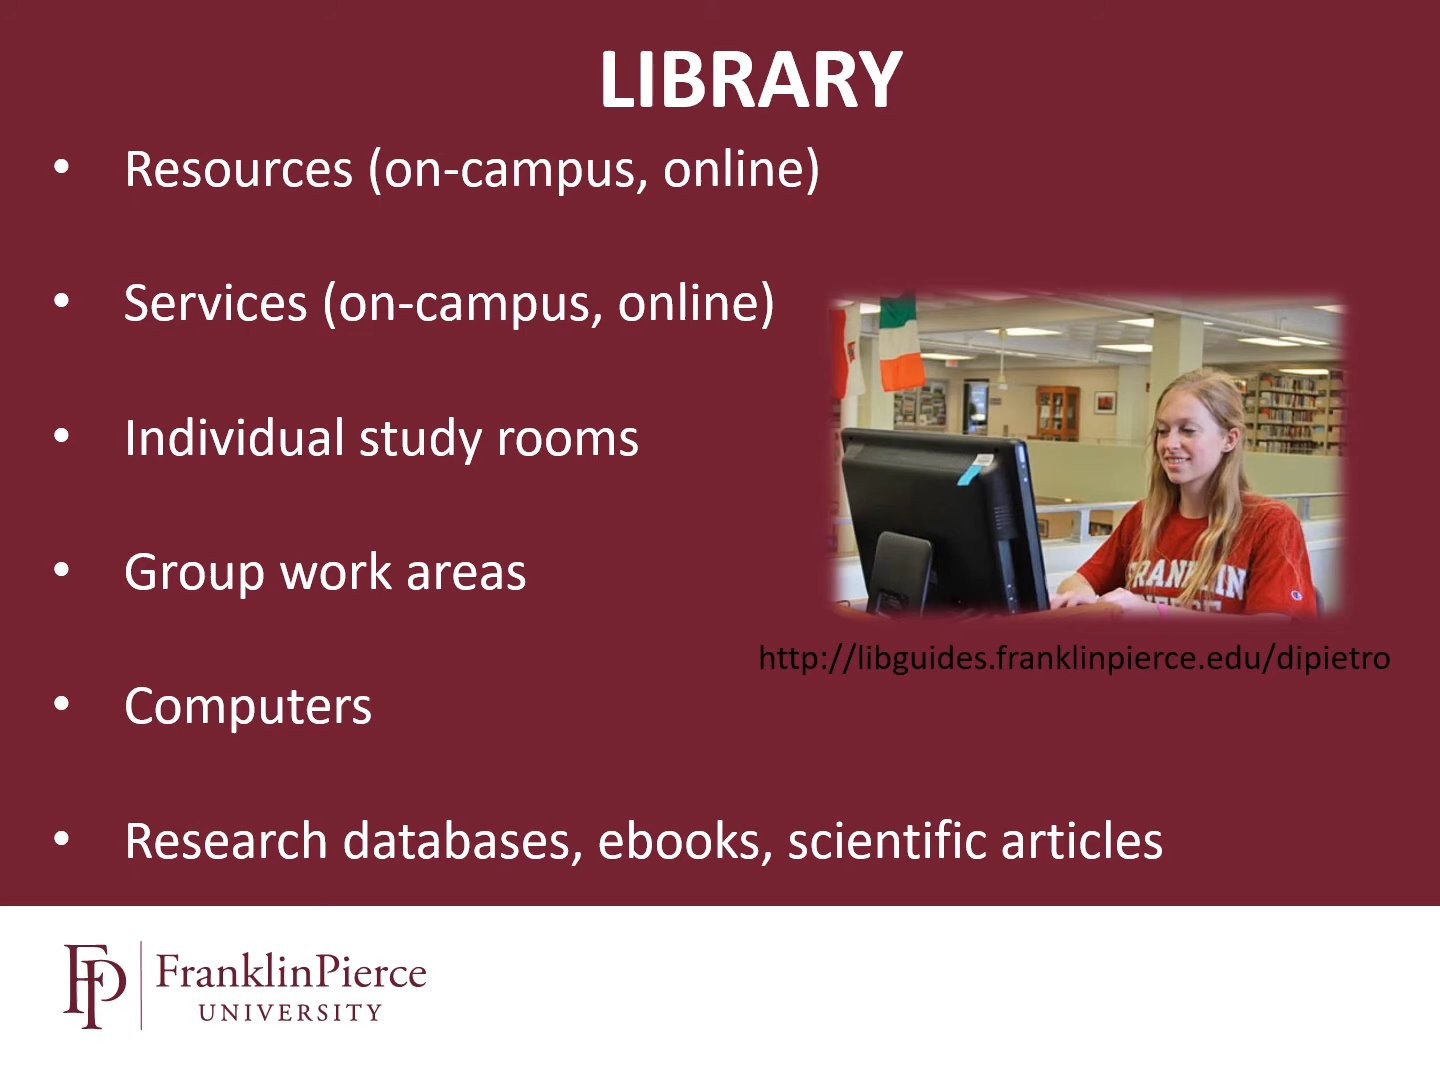 LIBRARY
• Resources (on-campus, online)
• Services (on-campus, online)
• Individual study rooms
• Group work areas
http://libguides.franklinpierce.edu/dipietro
• Computers
• Research databases, ebooks, scientific articles
FP FranklinPierce
UNIVERSITY